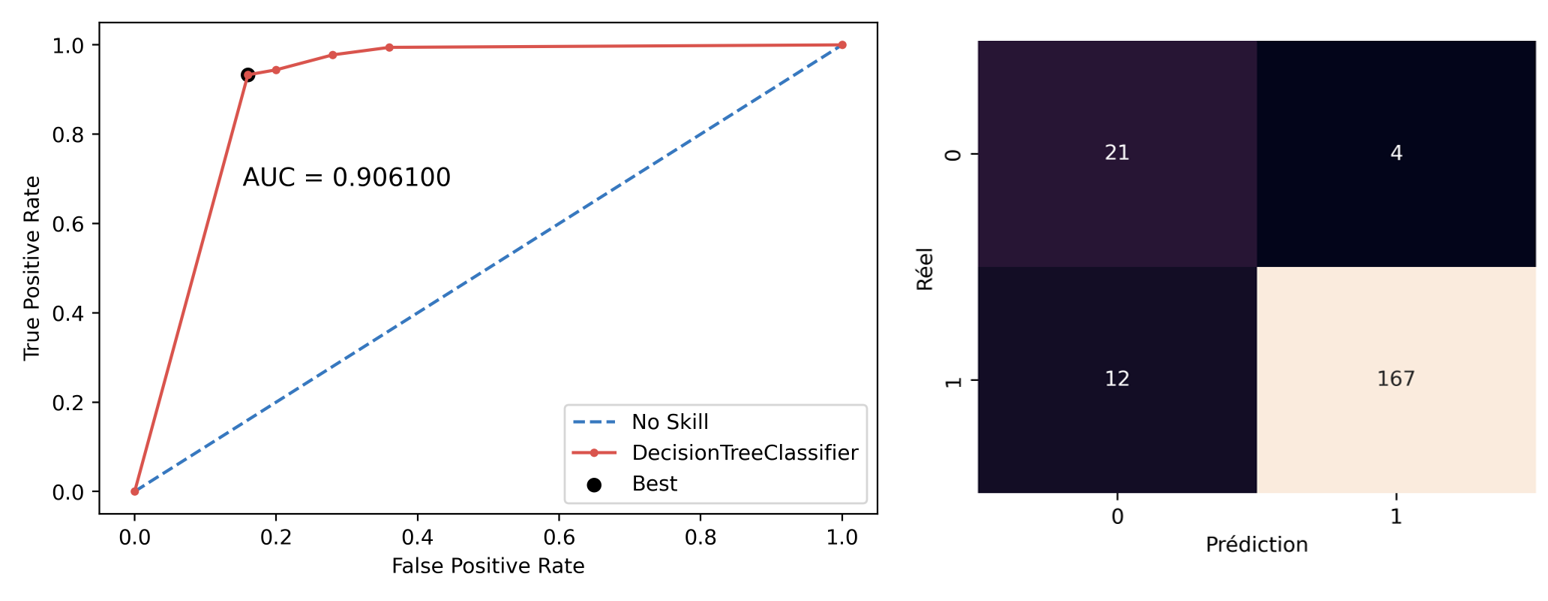 1.0
0.8
0.6
0.4
0.2
0.0
True Positive Rate
AUC = 0.906100
No Skill
DecisionTreeClassifier
Best
0.0 0.2 0.4 0.6 0.8 1.0
False Positive Rate
0
1
Réel
21 4
12 167
0 1
Prédiction